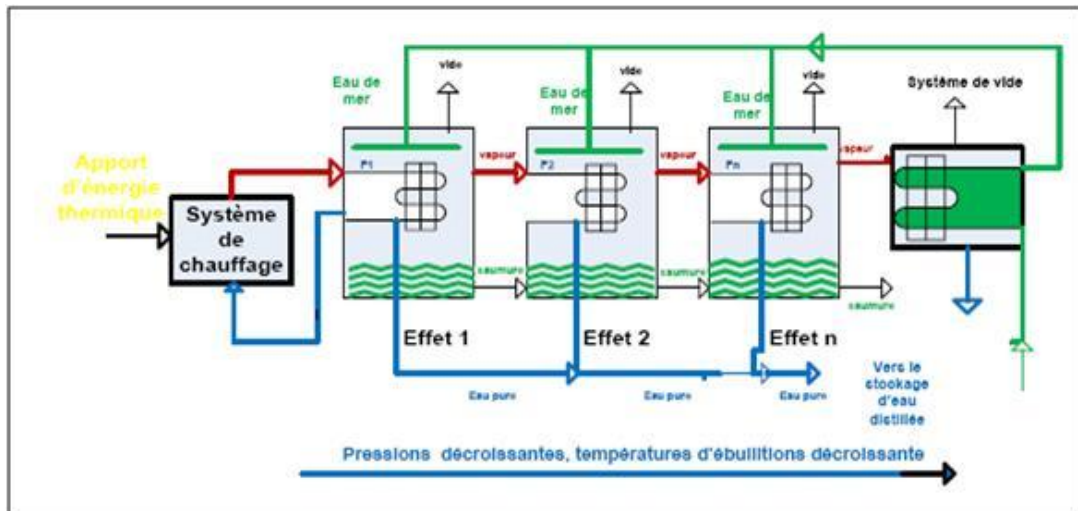 Eau de
mer
vide
Eau de
mer
vide
Eau de
mer
vide
Système de vide
Apport
d'énergie
thermique
Système
de
chauffage
P1
vapeur
P2
vapeur
Pn
vapeur
saumure
saumure
saumure
Effet 1
Effet 2
Effet n
Eau pure
Eau pure
Eau pure
Vers le
stockage
d'eau
distillée
Pressions décroissantes, températures d'ébullitions décroissante